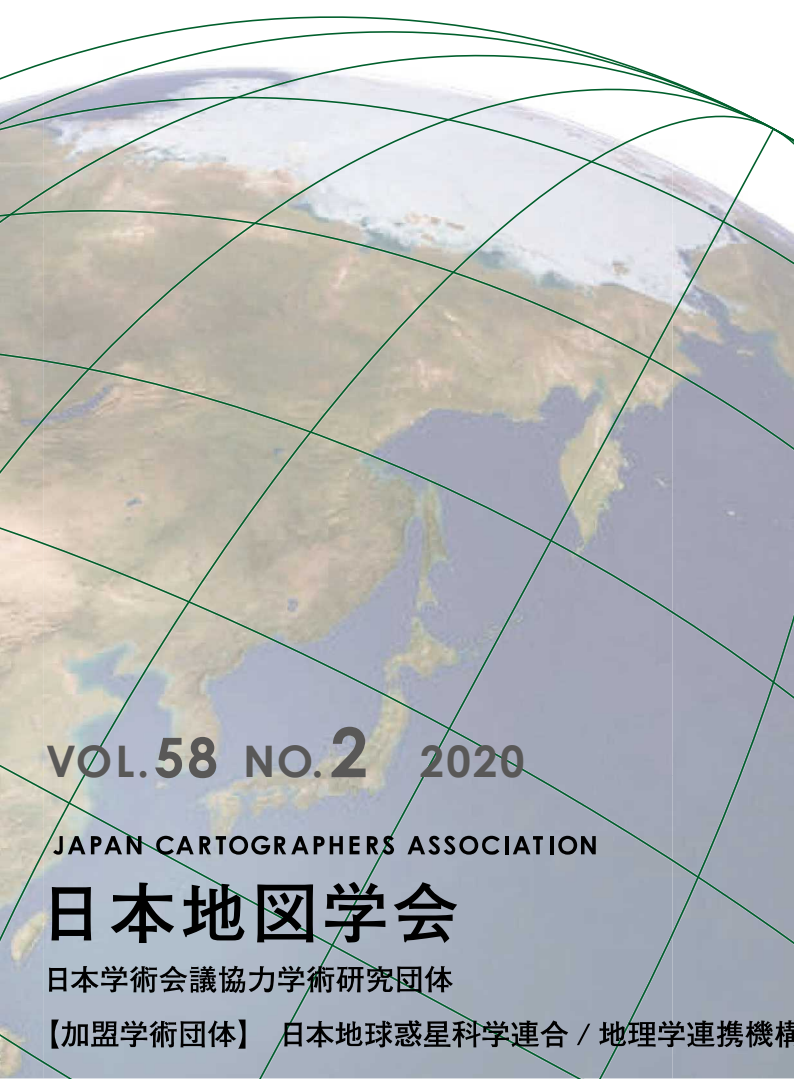 VOL.58 NO.2 2020
JAPAN CARTOGRAPHERS ASSOCIATION
日本地図学会
日本学術会議協力学術研究団体
【加盟学術団体】 日本地球惑星科学連合 / 地理学連携機構